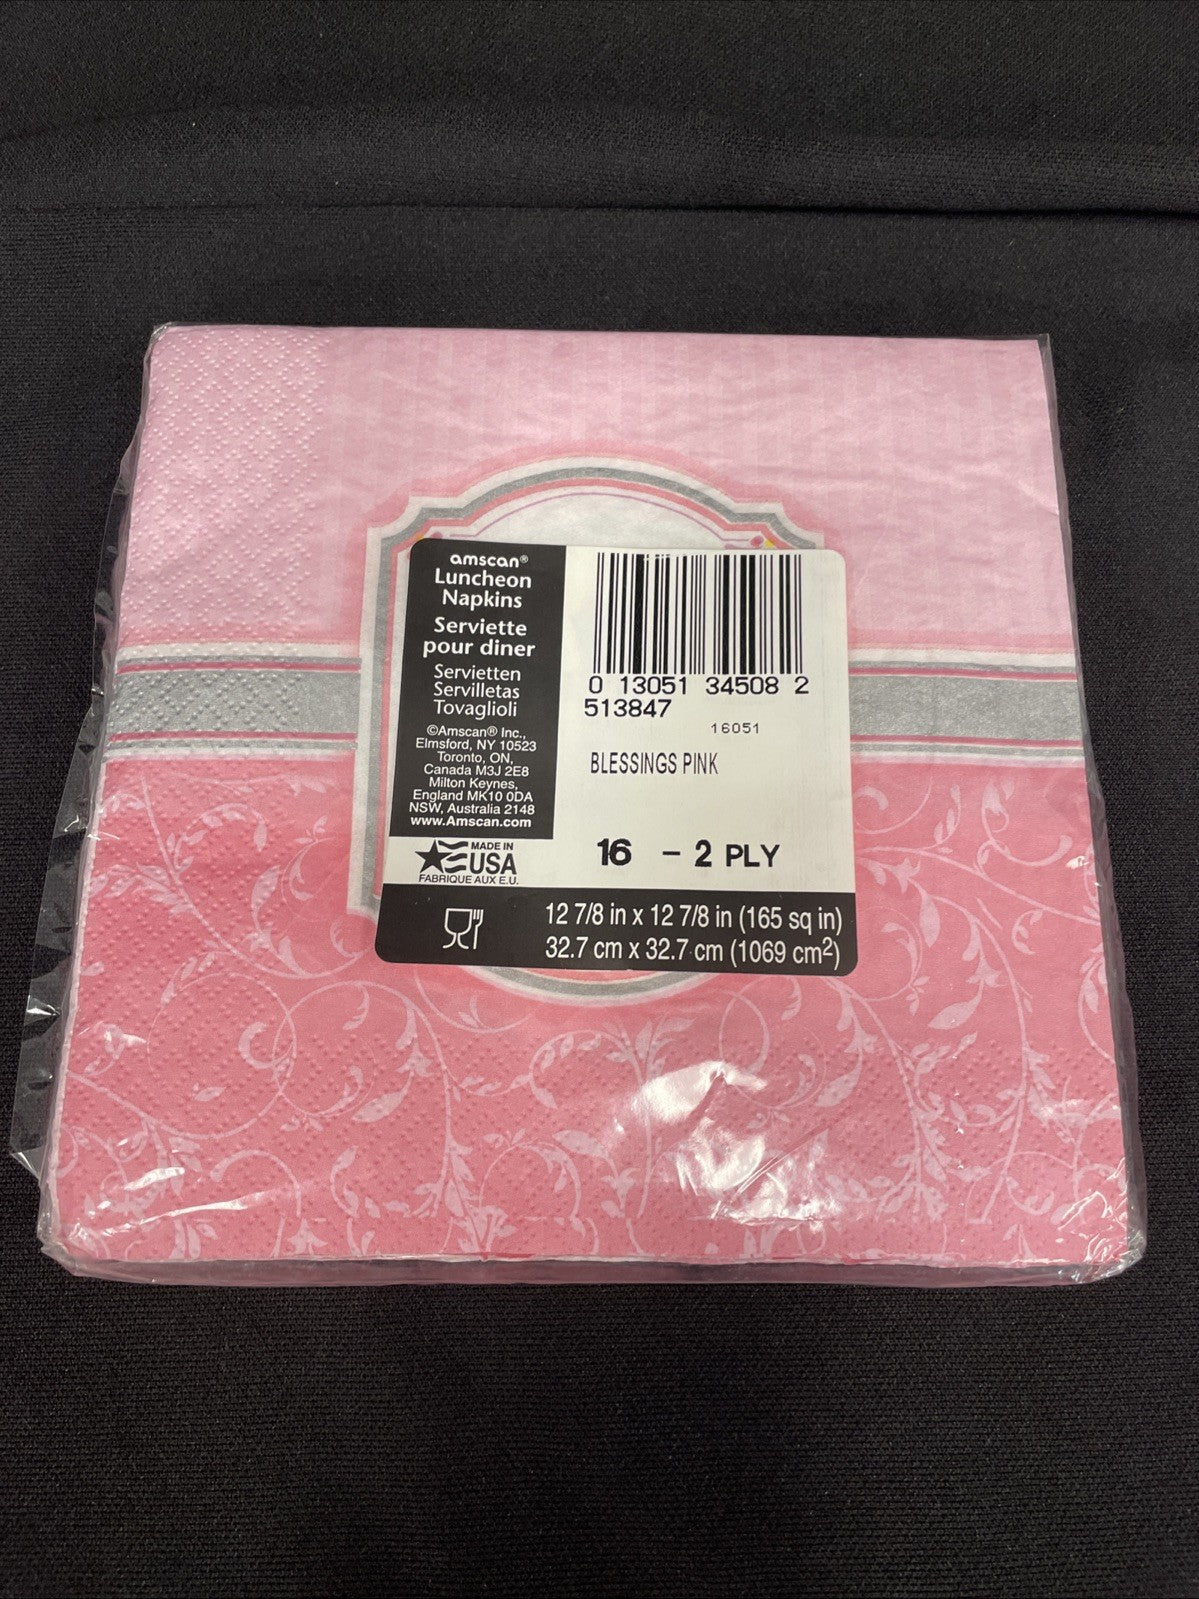 amscan®
Luncheon
Napkins
Serviette
pour diner
Servietten
Servilletas
Tovaglioli
©Amscan® Inc.,
Elmsford, NY 10523
Toronto, ON,
Canada M3J 2E8
Milton Keynes,
England MK10 0DA
NSW, Australia 2148
www.Amscan.com
MADE IN
USA
FABRIQUE AUX E.U.
0 13051 34508 2
513847
16051
BLESSINGS PINK
16 - 2 PLY
12 7/8 in x 12 7/8 in (165 sq in)
32.7 cm x 32.7 cm (1069 cm²)